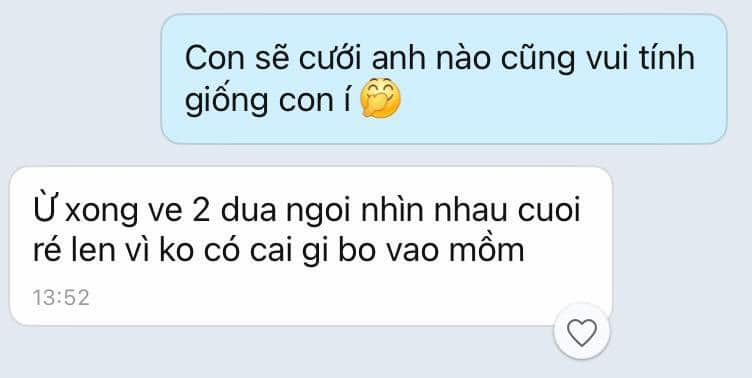 Con sẽ cưới anh nào cũng vui tính
giống con í 🤭
Ừ xong ve 2 dua ngoi nhìn nhau cuoi
ré len vì ko có cai gi bo vao mồm
13:52